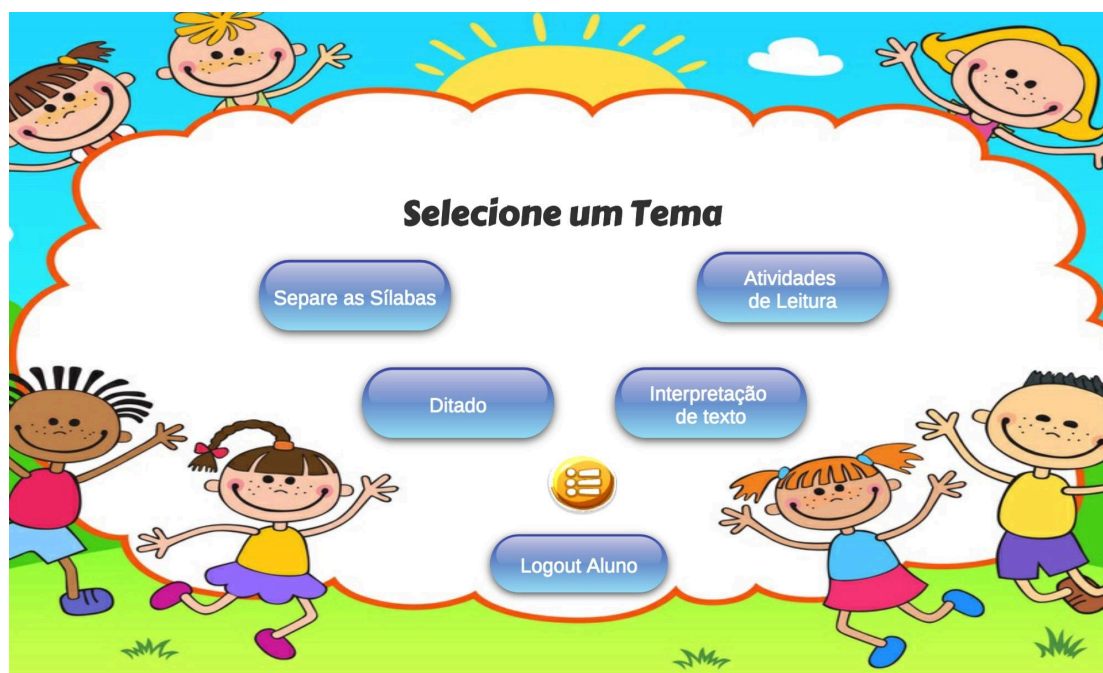 Selecione um Tema
Separe as Sílabas
Atividades
de Leitura
Ditado
Interpretação
de texto
Logout Aluno